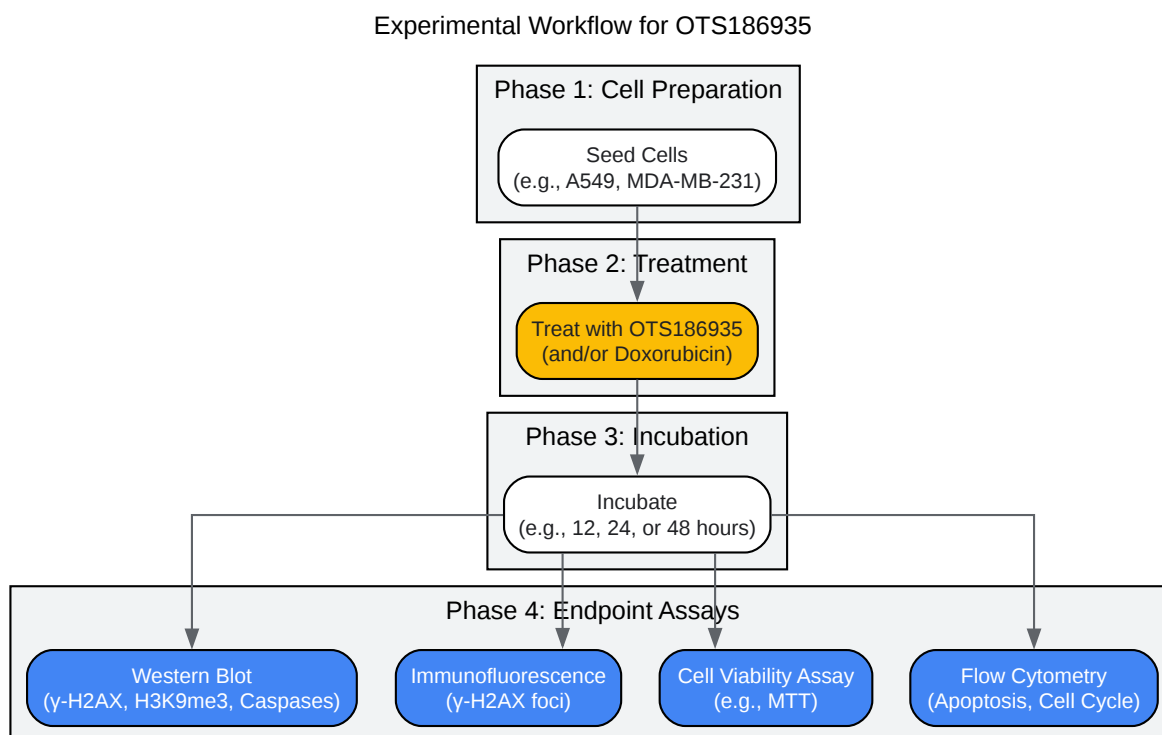 Experimental Workflow for OTS186935
Phase 1: Cell Preparation
Seed Cells
(e.g., A549, MDA-MB-231)
Phase 2: Treatment
Treat with OTS186935
(and/or Doxorubicin)
Phase 3: Incubation
Incubate
(e.g., 12, 24, or 48 hours)
Phase 4: Endpoint Assays
Western Blot
(γ-H2AX, H3K9me3, Caspases)
Immunofluorescence
(γ-H2AX foci)
Cell Viability Assay
(e.g., MTT)
Flow Cytometry
(Apoptosis, Cell Cycle)